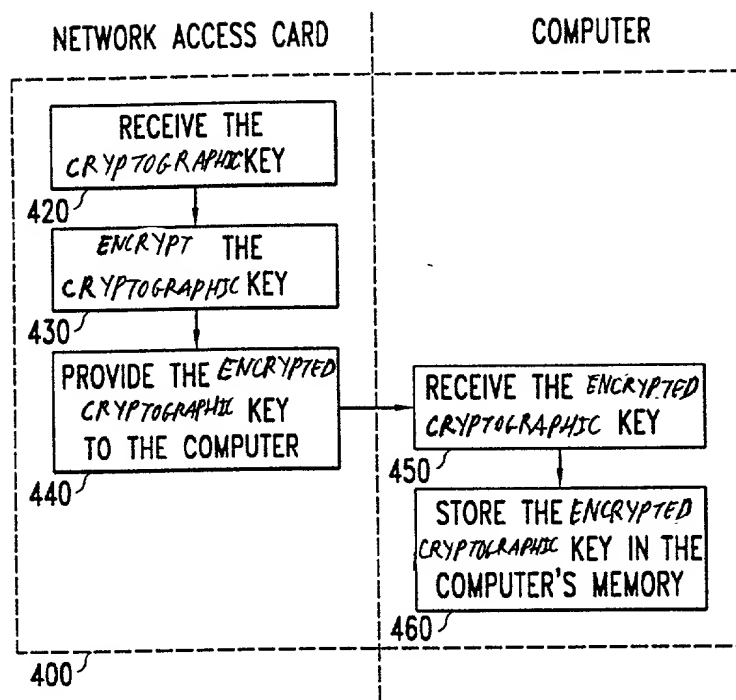 NETWORK ACCESS CARD
COMPUTER
RECEIVE THE
CRYPTOGRAPHIC KEY
420
ENCRYPT THE
CRYPTOGRAPHIC KEY
430
PROVIDE THE ENCRYPTED
CRYPTOGRAPHIC KEY
TO THE COMPUTER
440
RECEIVE THE ENCRYPTED
CRYPTOGRAPHIC KEY
450
STORE THE ENCRYPTED
CRYPTOGRAPHIC KEY IN THE
COMPUTER'S MEMORY
460
400